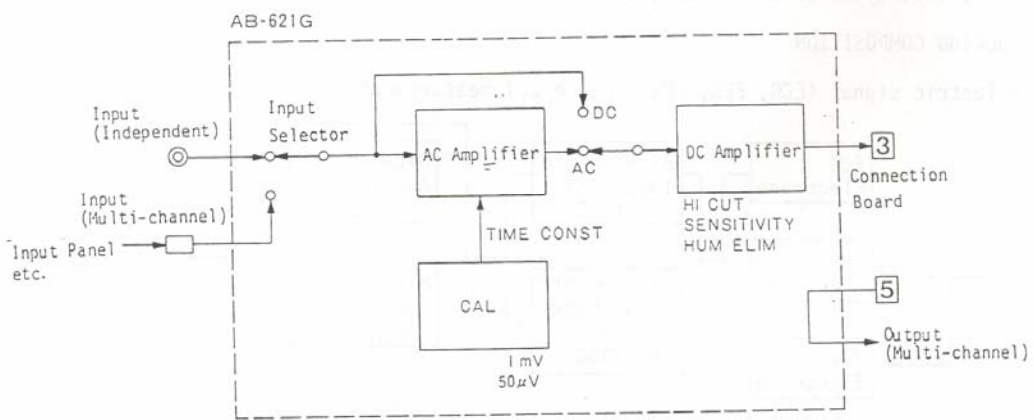 AB-621G
Input
(Independent)
Input
Selector
DC
AC Amplifier
AC
DC Amplifier
3
Connection
Board
Input
(Multi-channel)
Input Panel
etc.
TIME CONST
HI CUT
SENSITIVITY
HUM ELIM
CAL
1mV
50μV
5
Output
(Multi-channel)